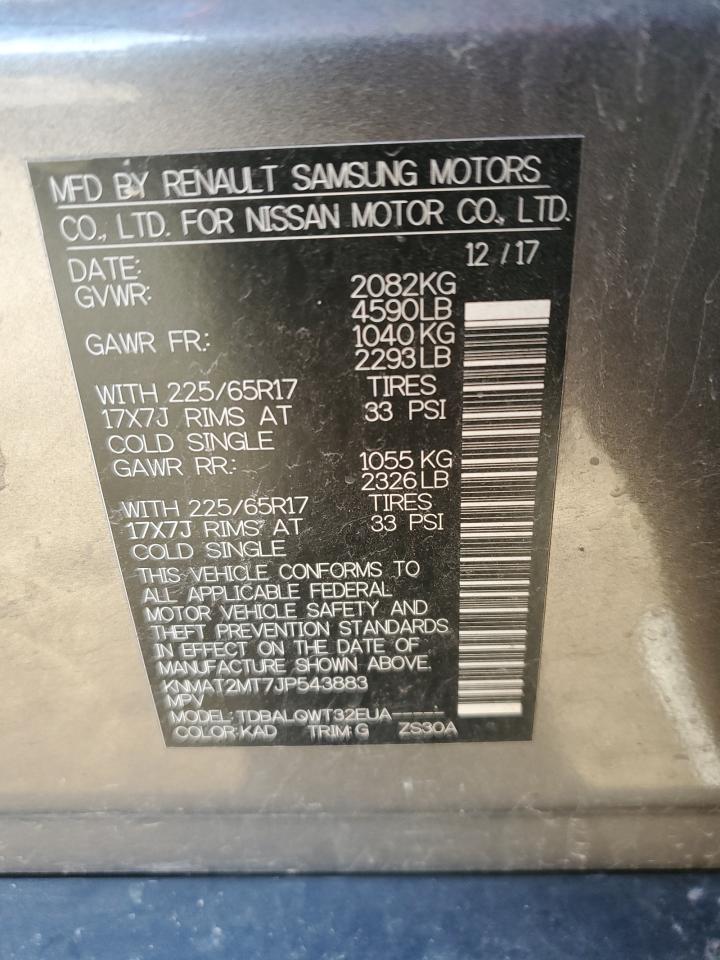 MFD BY RENAULT SAMSUNG MOTORS
CO., LTD. FOR NISSAN MOTOR CO., LTD.
DATE: 12 / 17
GVWR: 2082KG
4590LB
GAWR FR.: 1040 KG
2293 LB
WITH 225/65R17 TIRES
17X7J RIMS AT 33 PSI
COLD SINGLE
GAWR RR.: 1055 KG
2326 LB
WITH 225/65R17 TIRES
17X7J RIMS AT 33 PSI
COLD SINGLE
THIS VEHICLE CONFORMS TO
ALL APPLICABLE FEDERAL
MOTOR VEHICLE SAFETY AND
THEFT PREVENTION STANDARDS
IN EFFECT ON THE DATE OF
MANUFACTURE SHOWN ABOVE.
KNMAT2MT7JP543883
MPV
MODEL: TDBALQWT32EUA-----
COLOR:KAD TRIM:G ZS30A